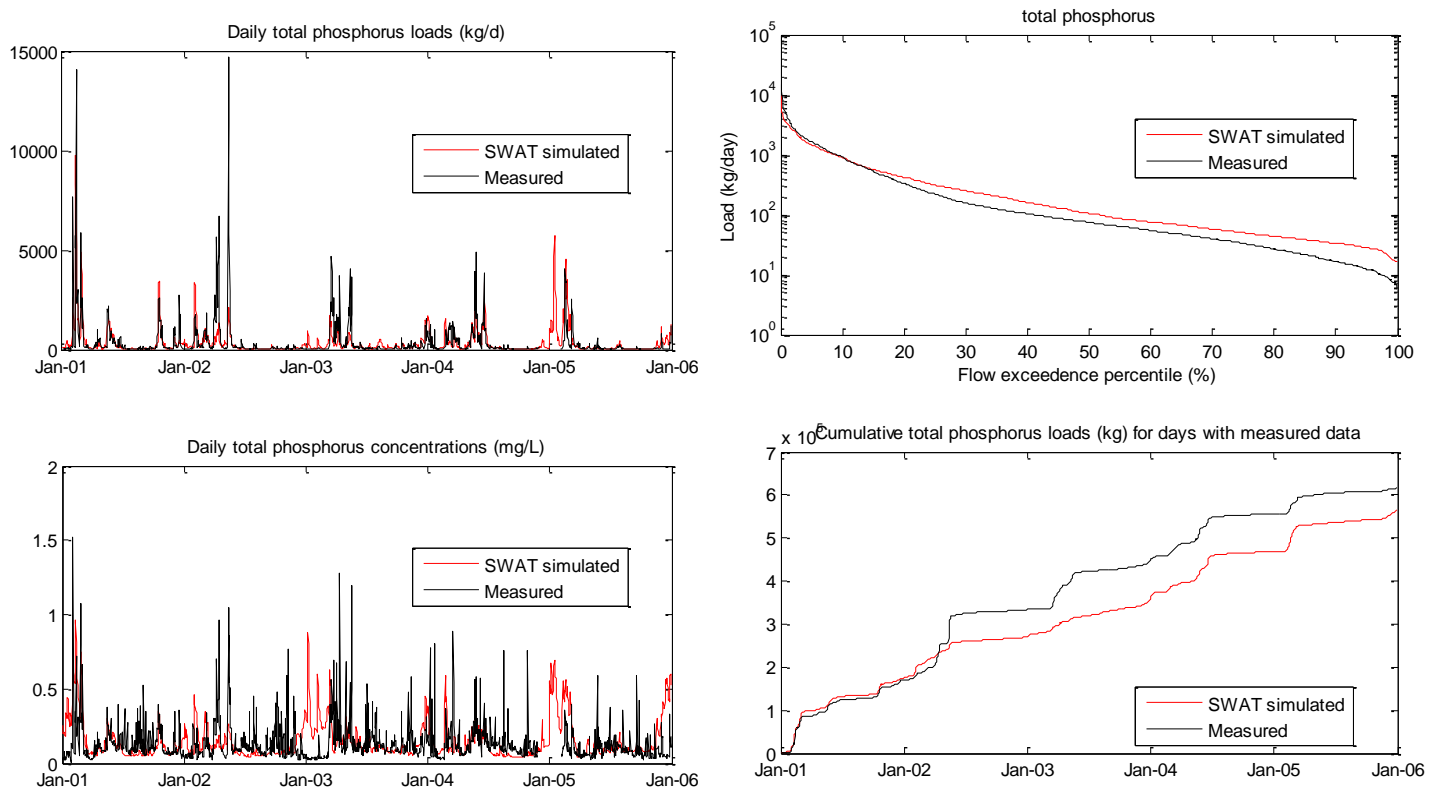 Daily total phosphorus loads (kg/d)
15000
10000
5000
0
SWAT simulated
Measured
Jan-01 Jan-02 Jan-03 Jan-04 Jan-05 Jan-06
total phosphorus
10^5
10^4
10^3
10^2
10^1
10^0
Load (kg/day)
SWAT simulated
Measured
0 10 20 30 40 50 60 70 80 90 100
Flow exceedence percentile (%)
Daily total phosphorus concentrations (mg/L)
2
1.5
1
0.5
0
SWAT simulated
Measured
Jan-01 Jan-02 Jan-03 Jan-04 Jan-05 Jan-06
x 10^5
Cumulative total phosphorus loads (kg) for days with measured data
7
6
5
4
3
2
1
0
SWAT simulated
Measured
Jan-01 Jan-02 Jan-03 Jan-04 Jan-05 Jan-06